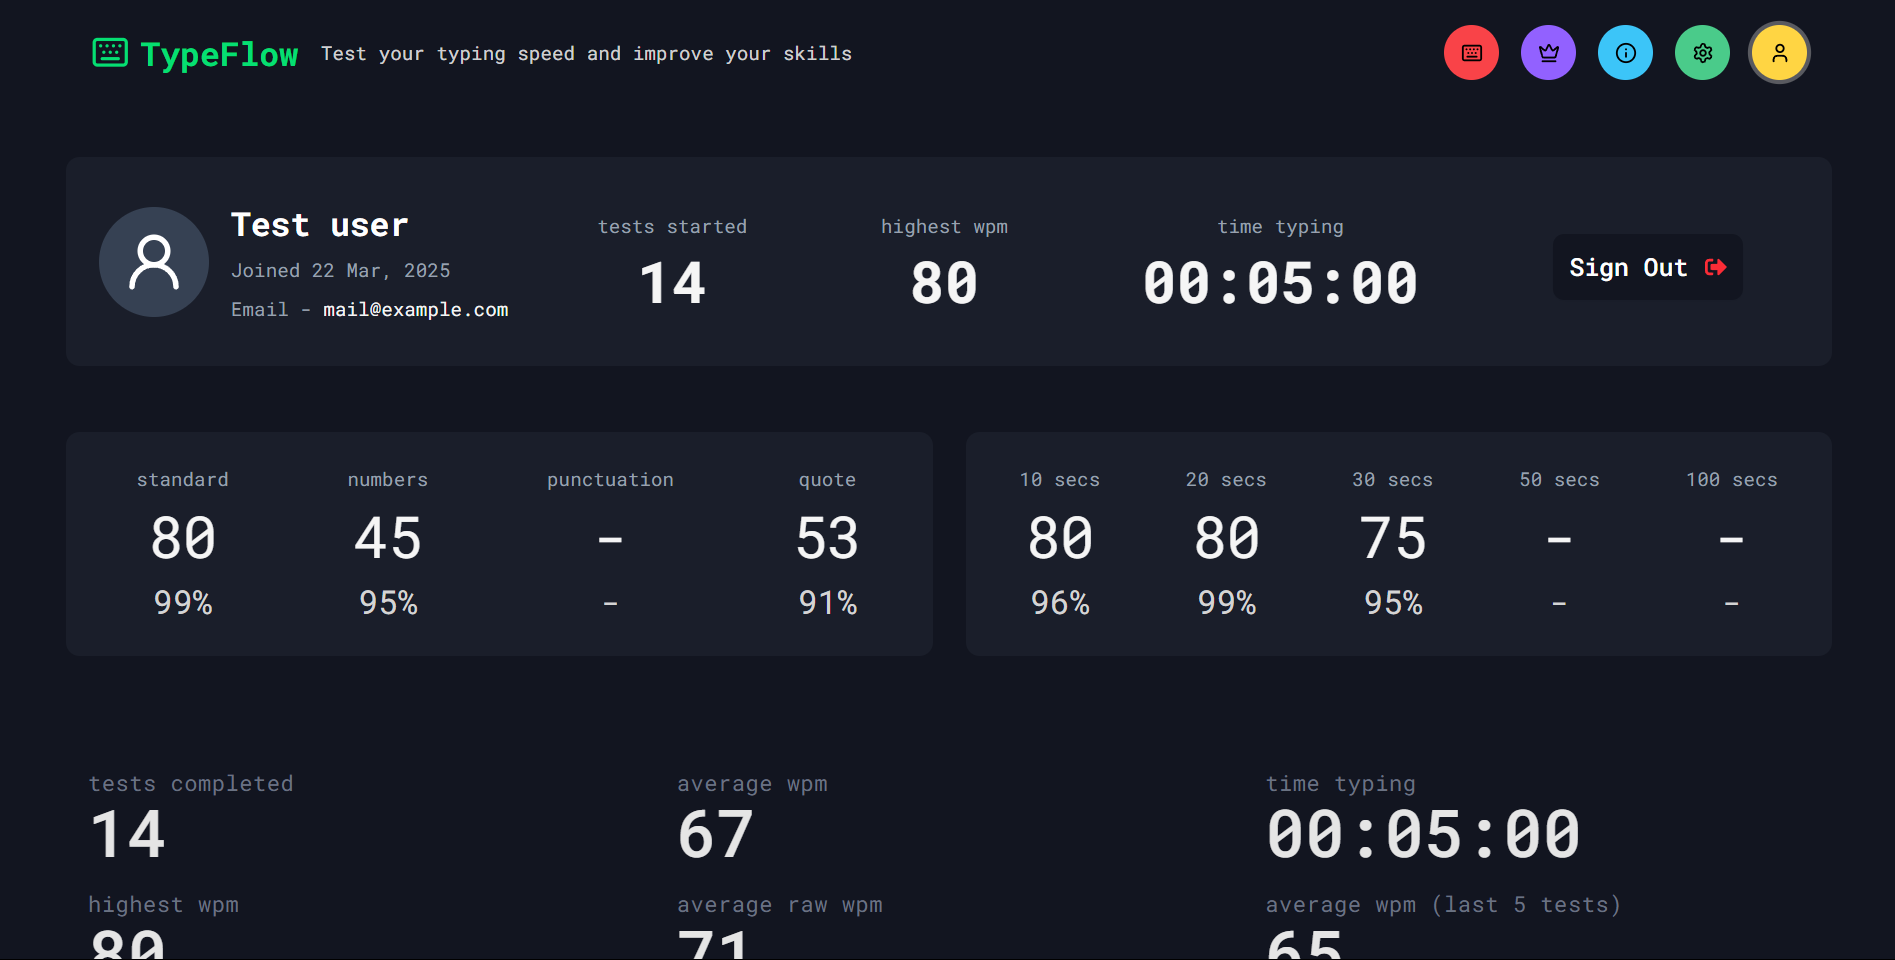 TypeFlow Test your typing speed and improve your skills
Test user
Joined 22 Mar, 2025
Email - mail@example.com
tests started
14
highest wpm
80
time typing
00:05:00
Sign Out
standard numbers punctuation quote
80 45 - 53
99% 95% - 91%
10 secs 20 secs 30 secs 50 secs 100 secs
80 80 75 - -
96% 99% 95% - -
tests completed
14
average wpm
67
time typing
00:05:00
highest wpm
80
average raw wpm
71
average wpm (last 5 tests)
65